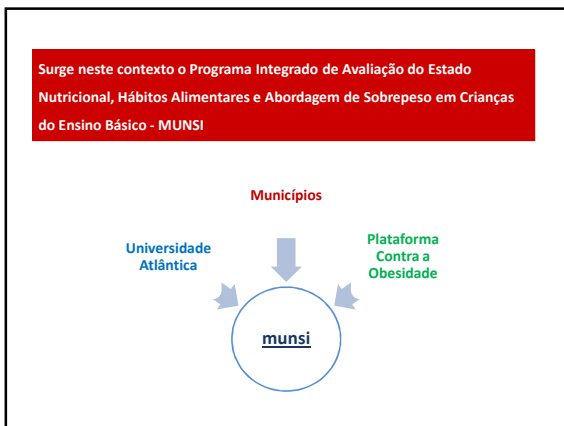 Surge neste contexto o Programa Integrado de Avaliação do Estado
Nutricional, Hábitos Alimentares e Abordagem de Sobrepeso em Crianças
do Ensino Básico - MUNSI
Municípios
Universidade
Atlântica
Plataforma
Contra a
Obesidade
munsi